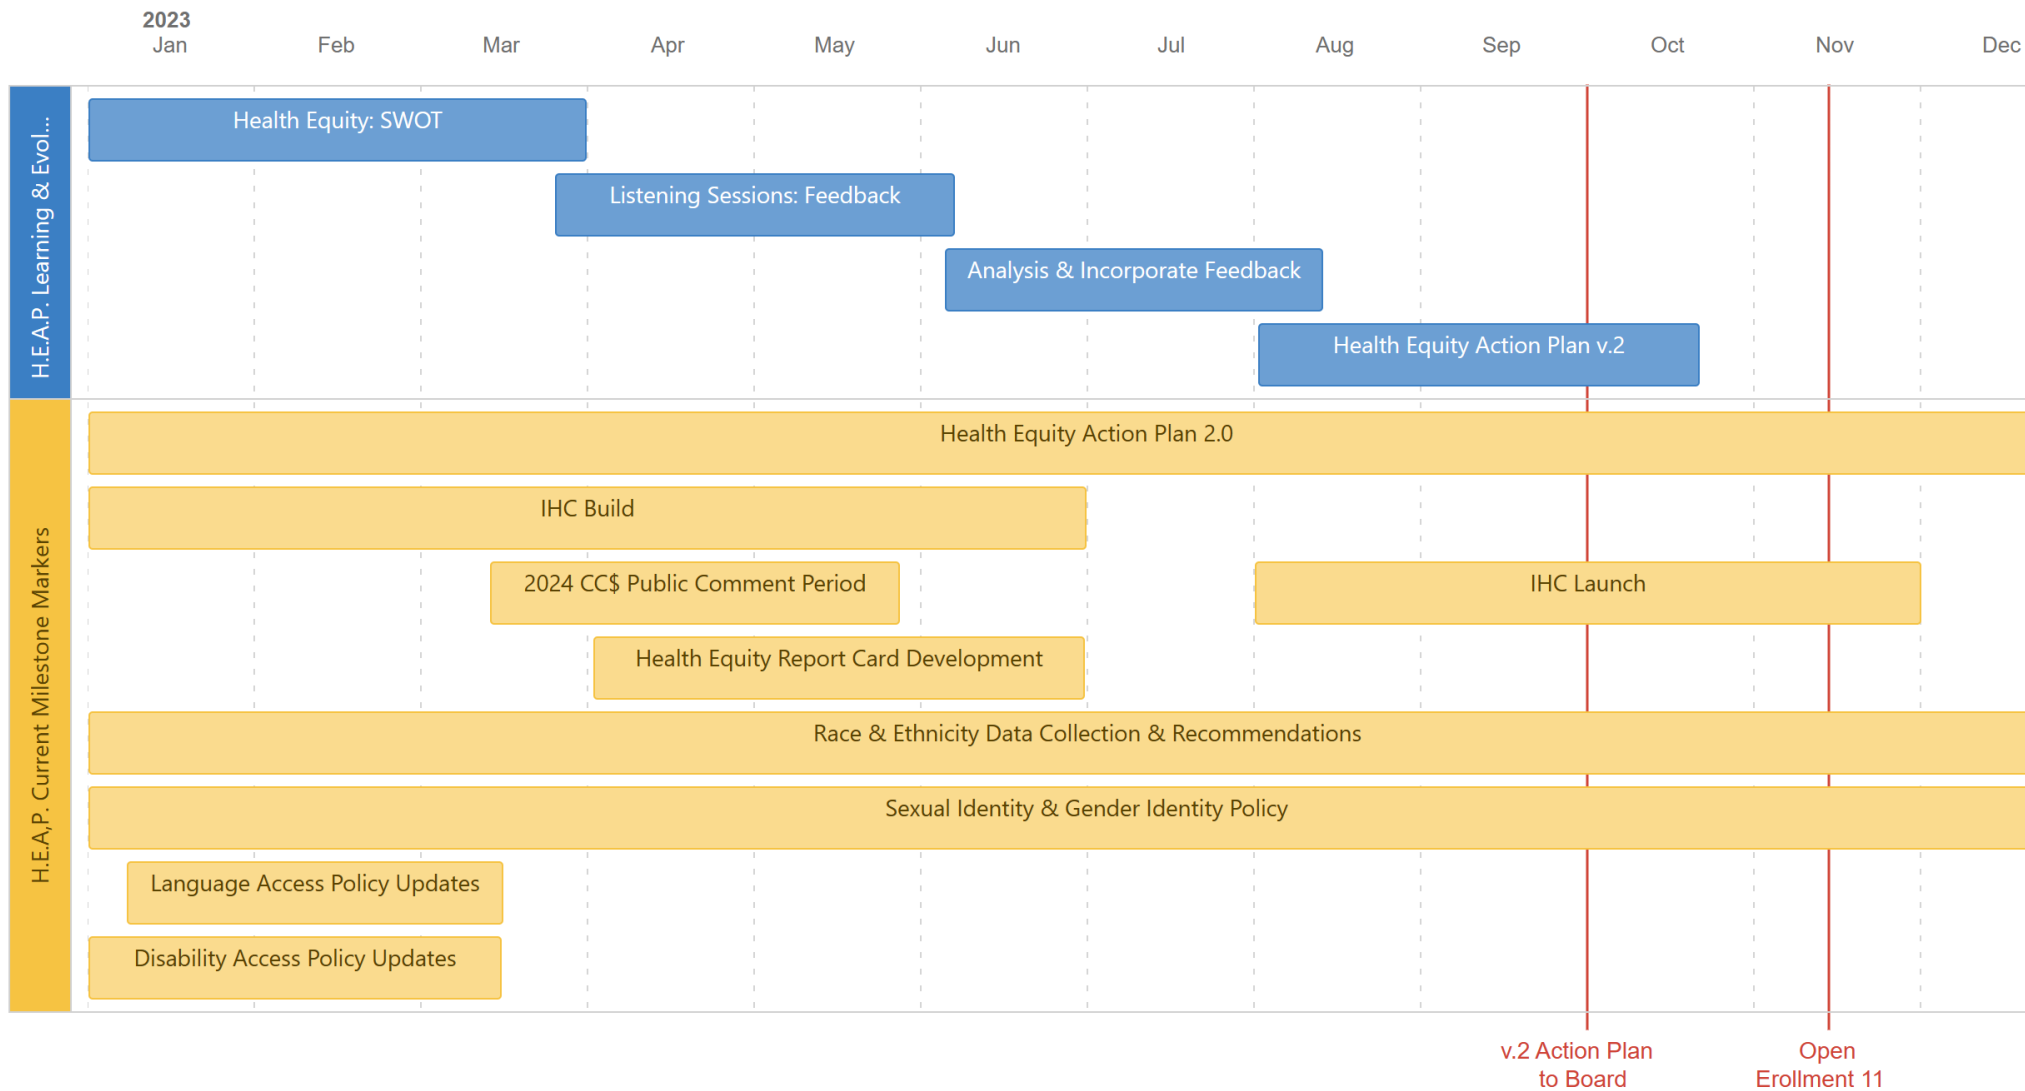 2023
Jan Feb Mar Apr May Jun Jul Aug Sep Oct Nov Dec
H.E.A.P. Learning & Evol...
Health Equity: SWOT
Listening Sessions: Feedback
Analysis & Incorporate Feedback
Health Equity Action Plan v.2
H.E.A,P. Current Milestone Markers
Health Equity Action Plan 2.0
IHC Build
2024 CC$ Public Comment Period
IHC Launch
Health Equity Report Card Development
Race & Ethnicity Data Collection & Recommendations
Sexual Identity & Gender Identity Policy
Language Access Policy Updates
Disability Access Policy Updates
v.2 Action Plan
to Board
Open
Erollment 11